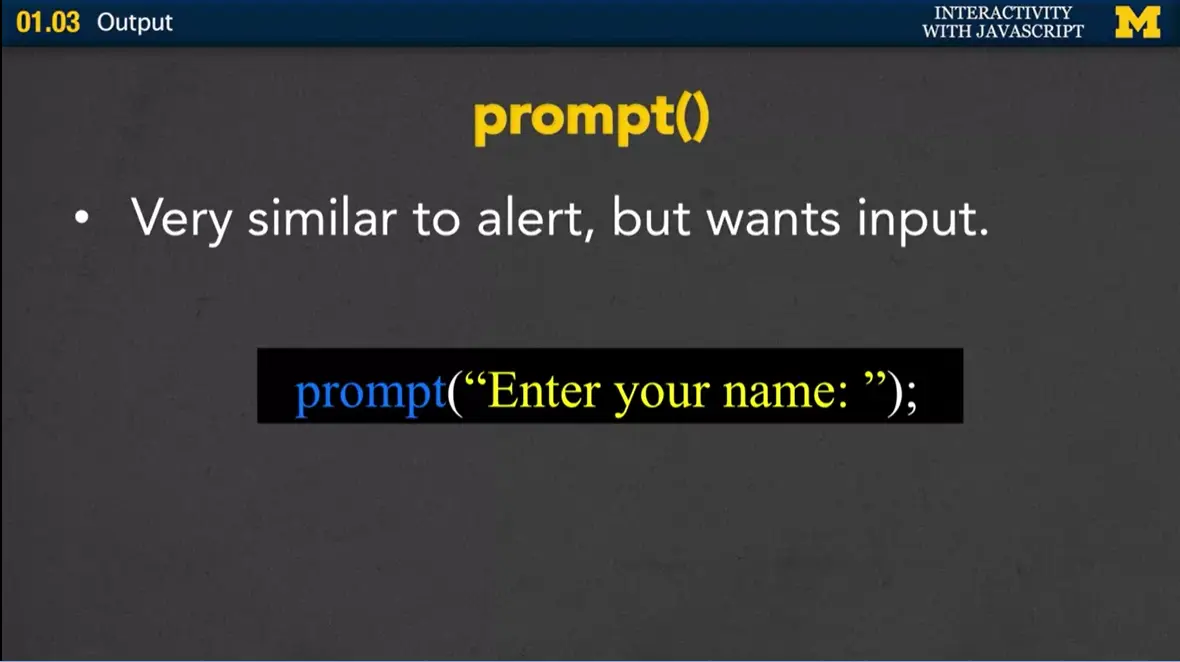 01.03 Output
INTERACTIVITY
WITH JAVASCRIPT
M
prompt()
• Very similar to alert, but wants input.
prompt(“Enter your name: ”);